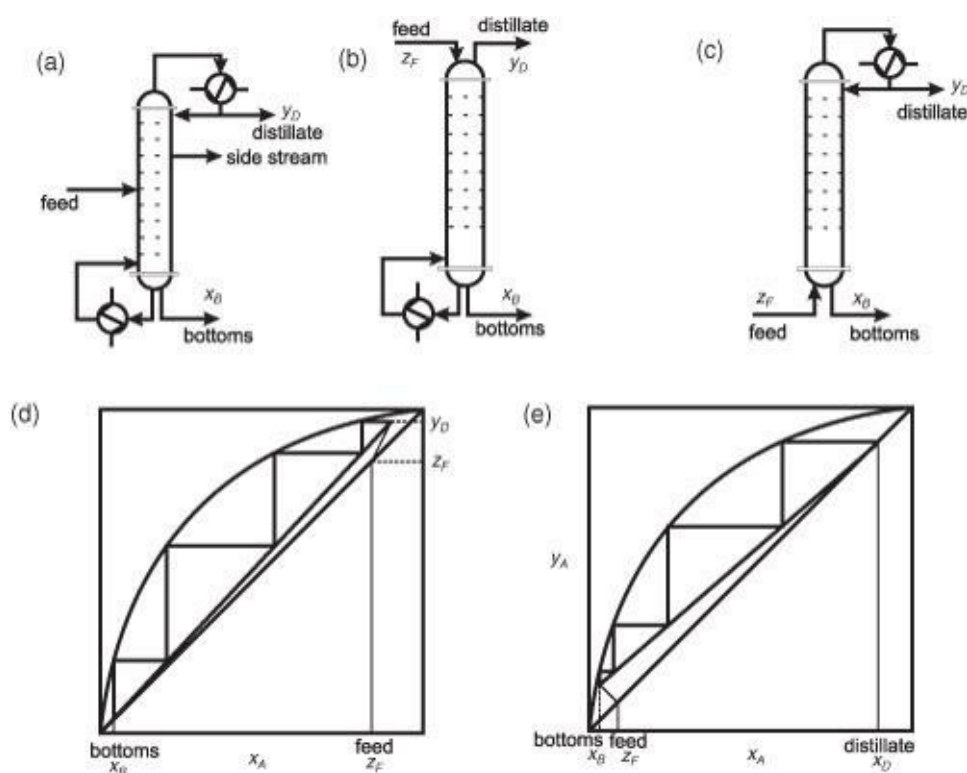 (a)
y_D
distillate
side stream
feed
x_B
bottoms
(b)
feed
z_F
distillate
y_D
x_B
bottoms
(c)
y_D
distillate
z_F
feed
x_B
bottoms
(d)
y_D
z_F
bottoms
x_B
x_A
feed
z_F
(e)
y_A
bottoms feed
x_B z_F
x_A
distillate
x_D